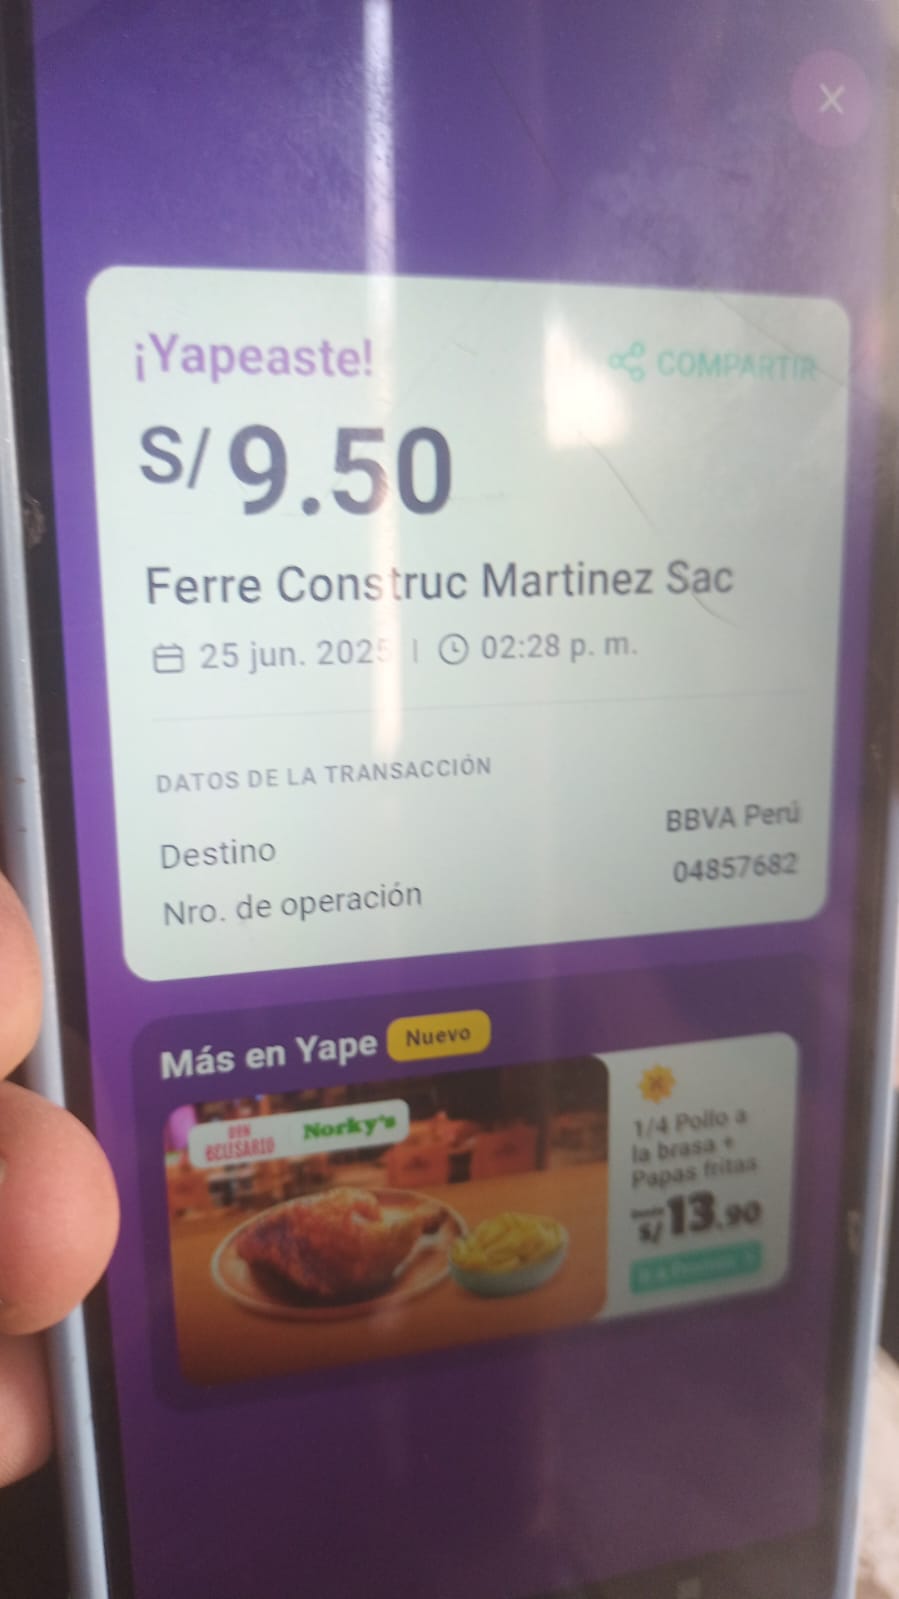 ¡Yapeaste!
COMPARTIR
S/ 9.50
Ferre Construc Martinez Sac
25 jun. 2025 | 02:28 p. m.
DATOS DE LA TRANSACCIÓN
Destino BBVA Perú
Nro. de operación 04857682
Más en Yape Nuevo
DON BELISARIO Norky's
1/4 Pollo a
la brasa +
Papas fritas
S/ 13.90